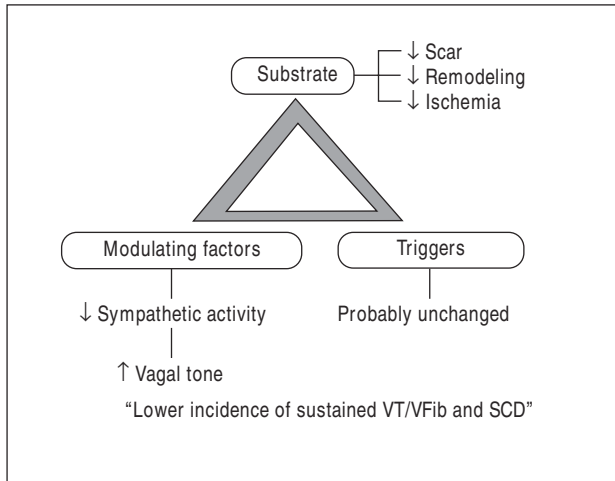 Substrate
↓ Scar
↓ Remodeling
↓ Ischemia
Modulating factors
Triggers
↓ Sympathetic activity
Probably unchanged
↑ Vagal tone
“Lower incidence of sustained VT/VFib and SCD”